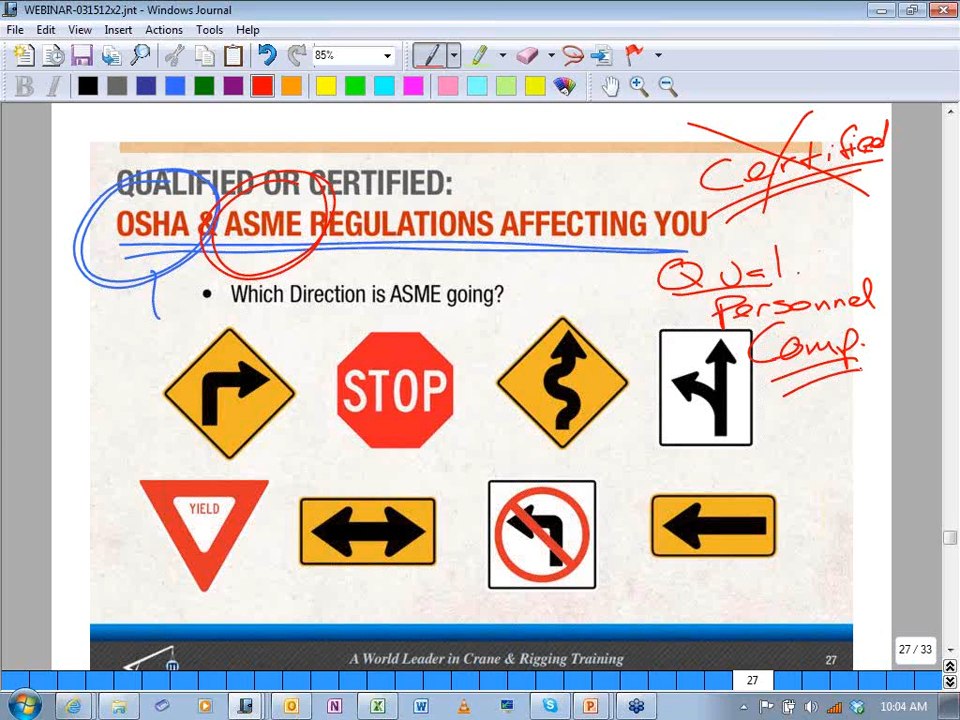 WEBINAR-031512x2.jnt - Windows Journal
File Edit View Insert Actions Tools Help
85%
B I
Certified
QUALIFIED OR CERTIFIED:
OSHA & ASME REGULATIONS AFFECTING YOU
Qual.
Personnel
Comp.
• Which Direction is ASME going?
STOP
YIELD
A World Leader in Crane & Rigging Training
27
27 / 33
27
10:04 AM